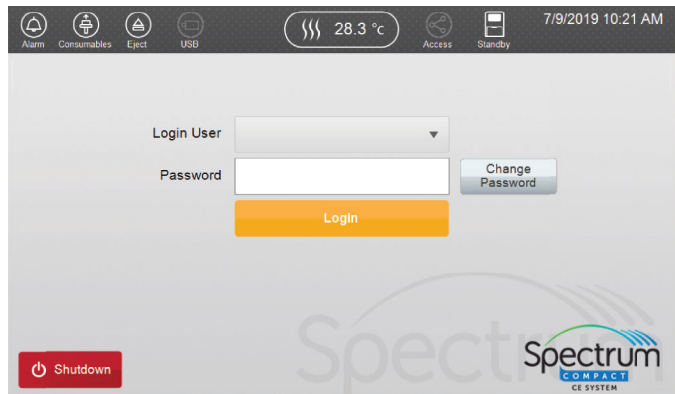 7/9/2019 10:21 AM
28.3 °c
Alarm
Consumables
Eject
USB
Access
Standby
Login User
Password
Change
Password
Login
Spectrum
Shutdown
Spectrum
COMPACT
CE SYSTEM